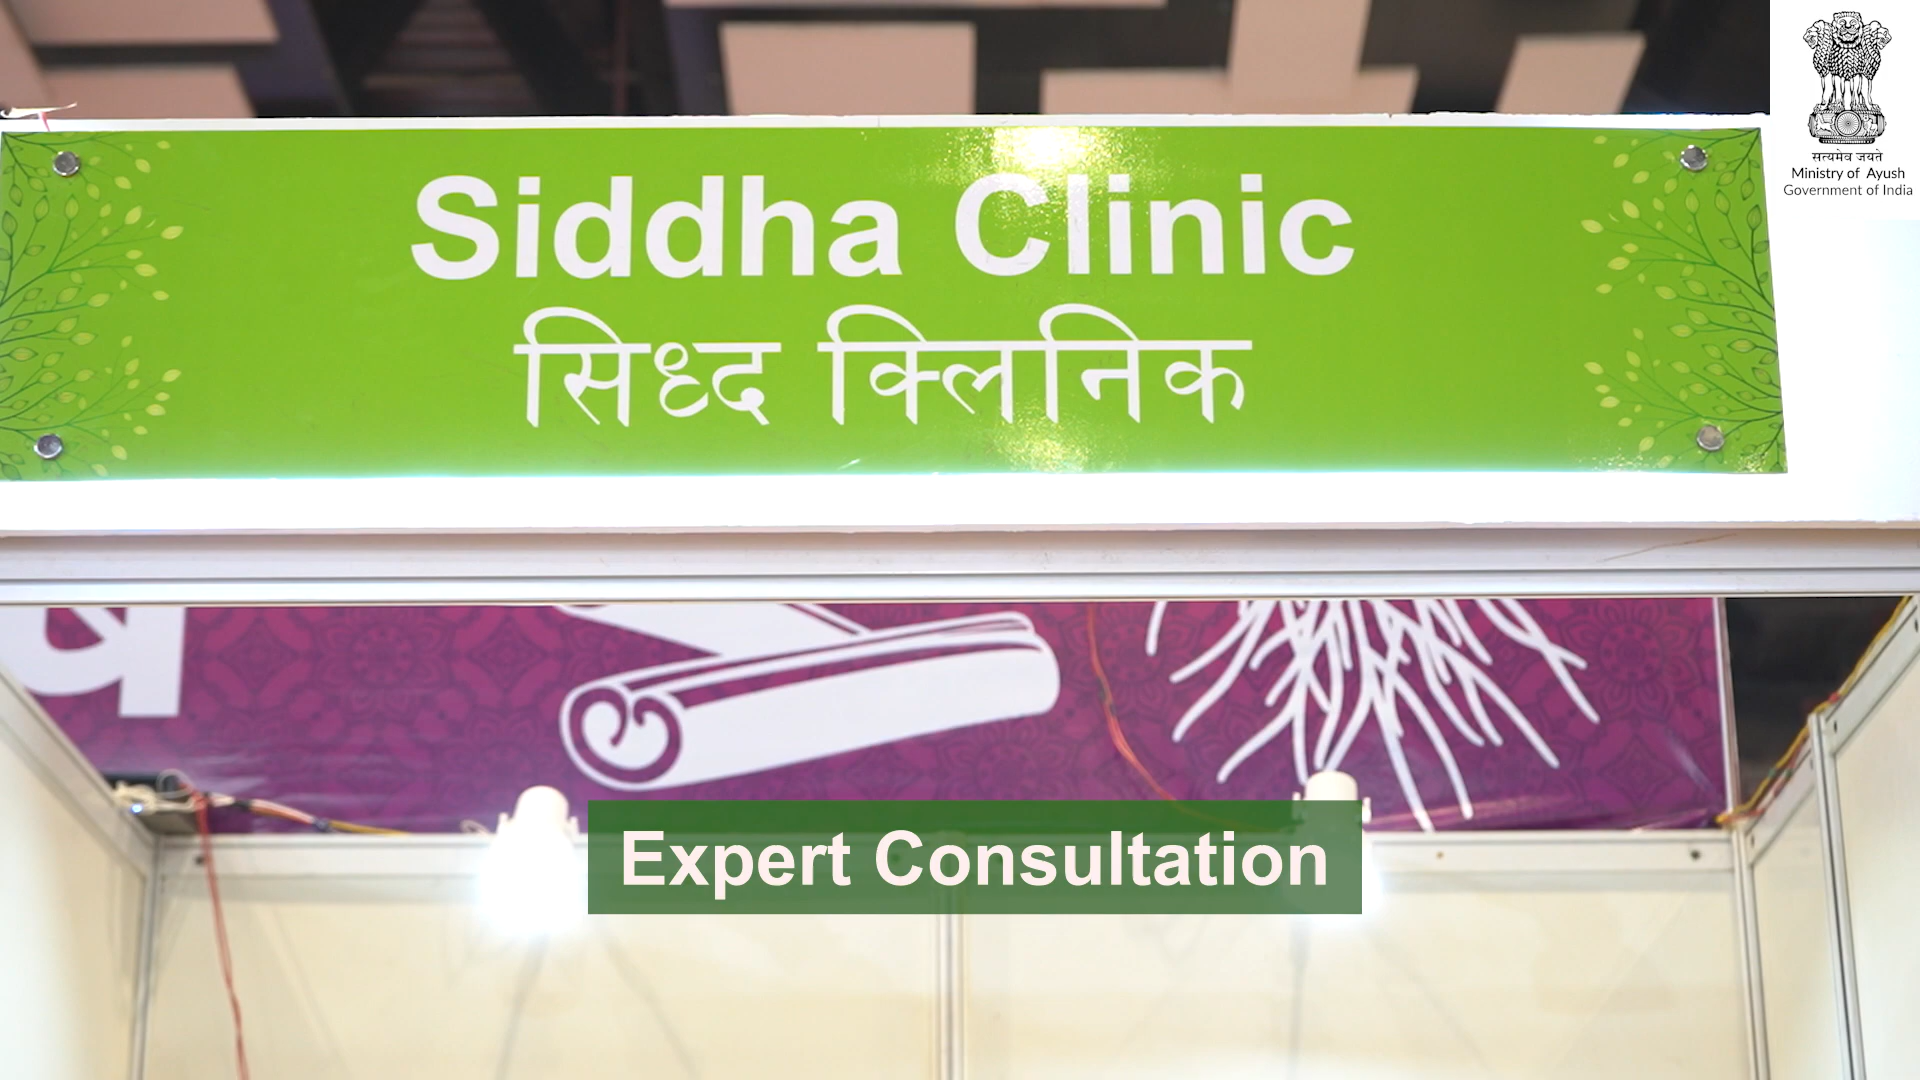 Siddha Clinic
सिध्द क्लिनिक
सत्यमेव जयते
Ministry of Ayush
Government of India
Expert Consultation